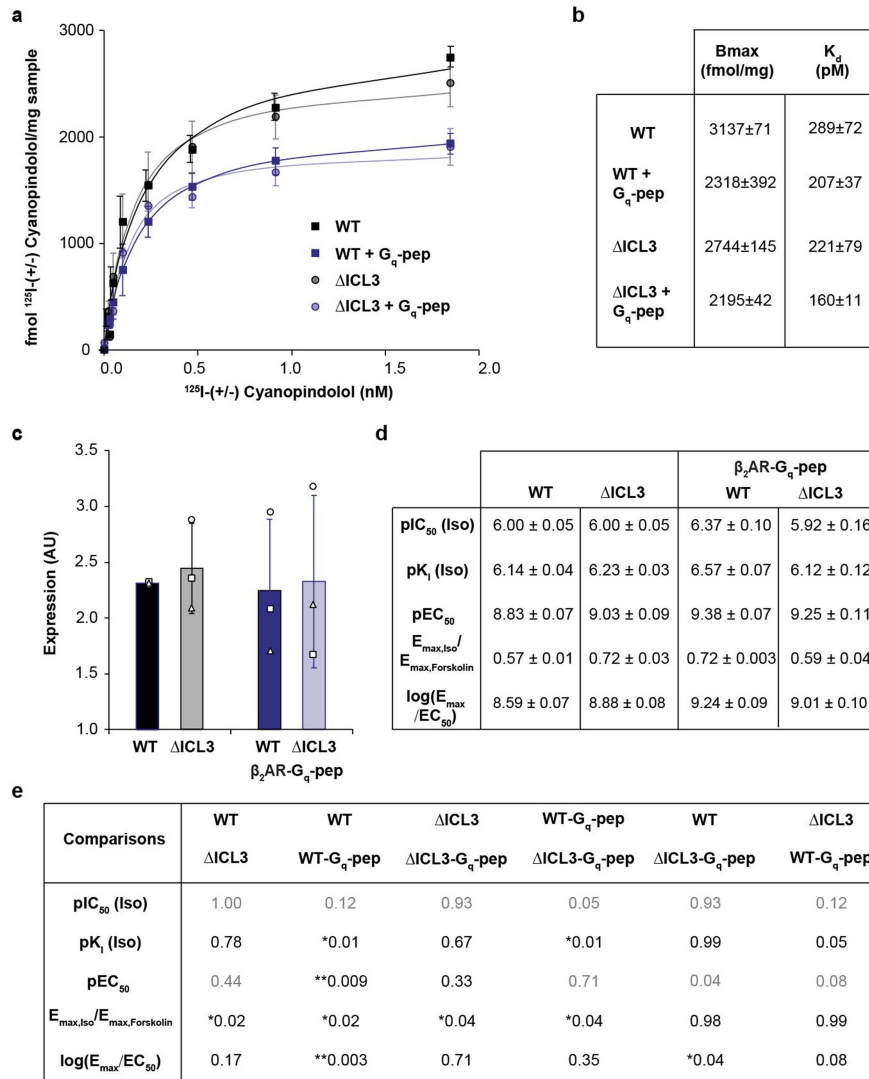 a
3000
2000
1000
0
fmol ¹²⁵I-(+/-) Cyanopindolol/mg sample
0.0 0.5 1.0 1.5 2.0
¹²⁵I-(+/-) Cyanopindolol (nM)
WT
WT + Gq-pep
ΔICL3
ΔICL3 + Gq-pep
b
Bmax (fmol/mg) Kd (pM)
WT 3137±71 289±72
WT + Gq-pep 2318±392 207±37
ΔICL3 2744±145 221±79
ΔICL3 + Gq-pep 2195±42 160±11
c
3.5
3.0
2.5
2.0
1.5
1.0
Expression (AU)
WT ΔICL3 WT ΔICL3
β₂AR-Gq-pep
d
β₂AR-Gq-pep
WT ΔICL3 WT ΔICL3
pIC₅₀ (Iso) 6.00 ± 0.05 6.00 ± 0.05 6.37 ± 0.10 5.92 ± 0.16
pKI (Iso) 6.14 ± 0.04 6.23 ± 0.03 6.57 ± 0.07 6.12 ± 0.12
pEC₅₀ 8.83 ± 0.07 9.03 ± 0.09 9.38 ± 0.07 9.25 ± 0.11
Emax,Iso/ Emax,Forskolin 0.57 ± 0.01 0.72 ± 0.03 0.72 ± 0.003 0.59 ± 0.04
log(Emax /EC₅₀) 8.59 ± 0.07 8.88 ± 0.08 9.24 ± 0.09 9.01 ± 0.10
e
Comparisons
WT WT ΔICL3 WT-Gq-pep WT ΔICL3
ΔICL3 WT-Gq-pep ΔICL3-Gq-pep ΔICL3-Gq-pep ΔICL3-Gq-pep WT-Gq-pep
pIC₅₀ (Iso) 1.00 0.12 0.93 0.05 0.93 0.12
pKI (Iso) 0.78 *0.01 0.67 *0.01 0.99 0.05
pEC₅₀ 0.44 **0.009 0.33 0.71 0.04 0.08
Emax,Iso/Emax,Forskolin *0.02 *0.02 *0.04 *0.04 0.98 0.99
log(Emax/EC₅₀) 0.17 **0.003 0.71 0.35 *0.04 0.08